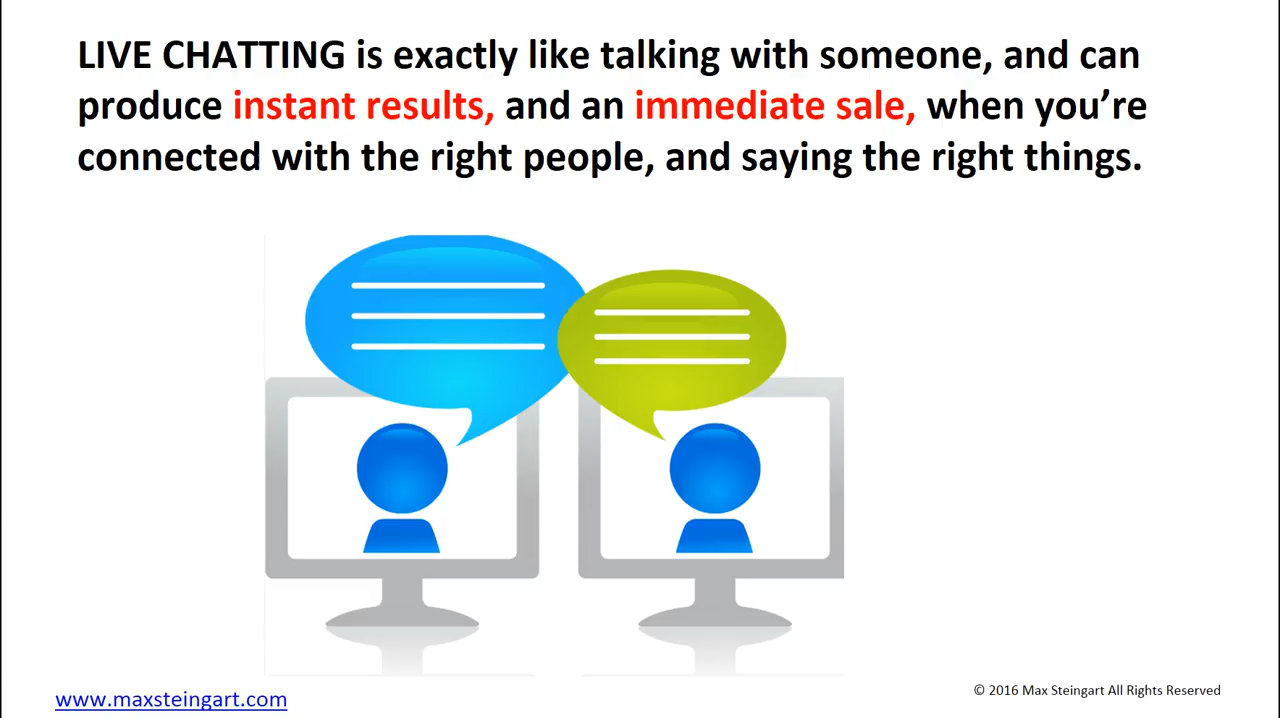 LIVE CHATTING is exactly like talking with someone, and can
produce instant results, and an immediate sale, when you’re
connected with the right people, and saying the right things.
www.maxsteingart.com
© 2016 Max Steingart All Rights Reserved